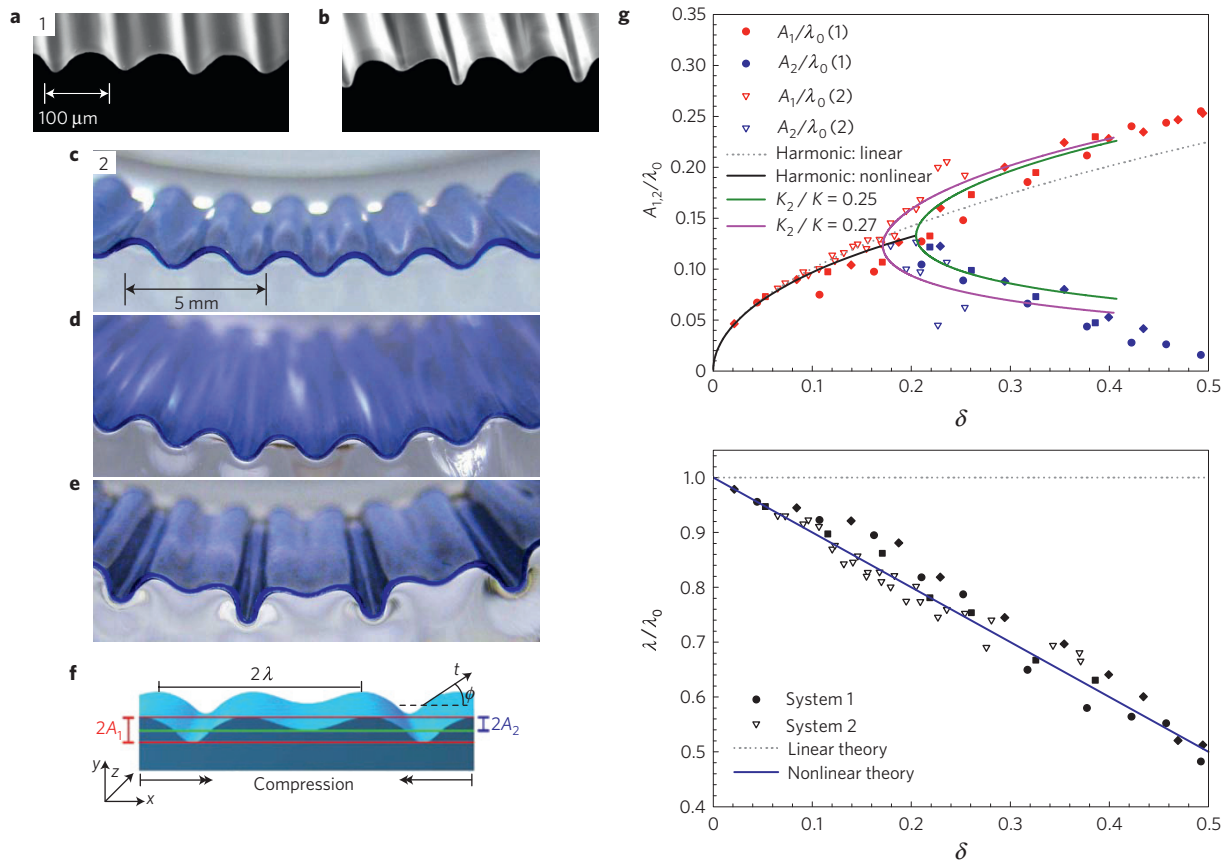 a
1
100 μm
b
c
2
5 mm
d
e
f
2λ
t
ϕ
2A₁
2A₂
y
z
x
Compression
g
A₁/λ₀ (1)
A₂/λ₀ (1)
A₁/λ₀ (2)
A₂/λ₀ (2)
Harmonic: linear
Harmonic: nonlinear
K₂ / K = 0.25
K₂ / K = 0.27
A₁,₂/λ₀
0.35
0.30
0.25
0.20
0.15
0.10
0.05
0
0 0.1 0.2 0.3 0.4 0.5
δ
λ/λ₀
1.0
0.9
0.8
0.7
0.6
0.5
0.4
System 1
System 2
Linear theory
Nonlinear theory
0 0.1 0.2 0.3 0.4 0.5
δ